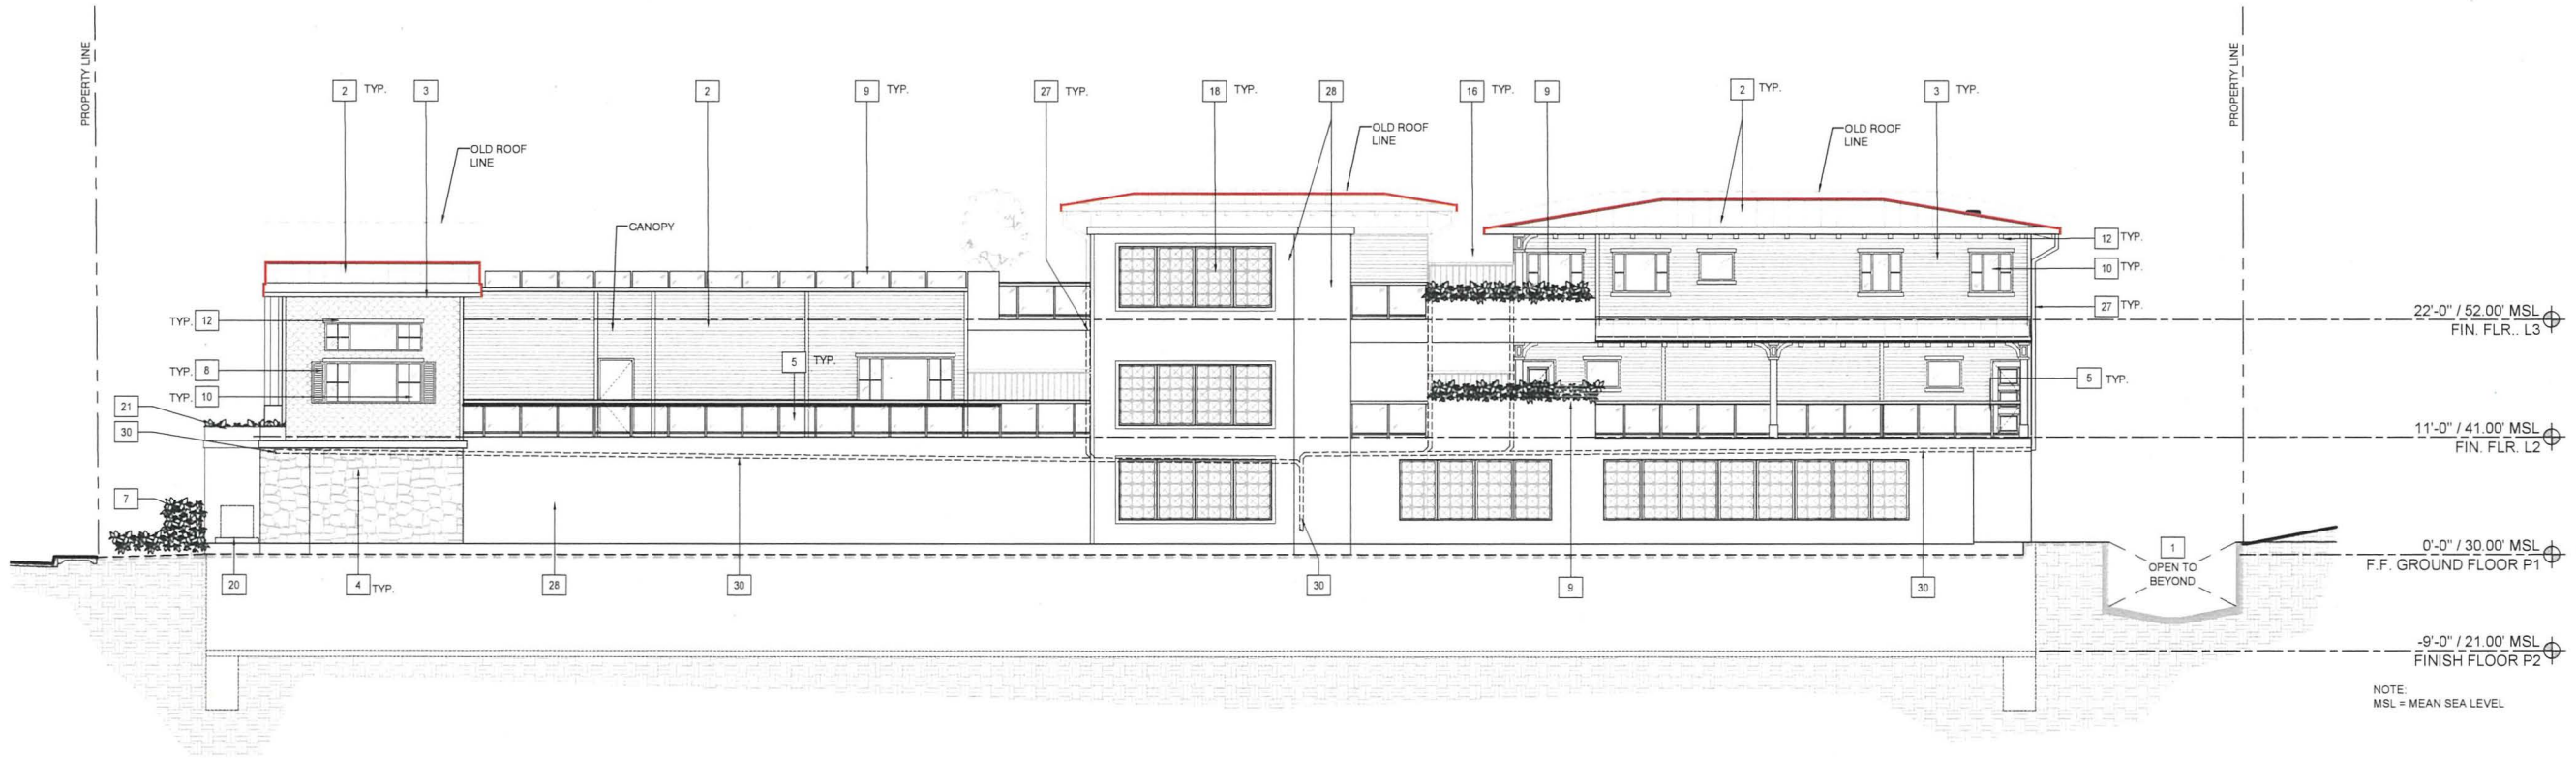 PROPERTY LINE
PROPERTY LINE
2 TYP.
3
2
9 TYP.
27 TYP.
18 TYP.
28
16 TYP.
9
2 TYP.
3 TYP.
OLD ROOF
LINE
OLD ROOF
LINE
OLD ROOF
LINE
CANOPY
12 TYP.
10 TYP.
27 TYP.
TYP. 12
TYP. 8
TYP. 10
5 TYP.
5 TYP.
21
30
7
22'-0" / 52.00' MSL
FIN. FLR.. L3
11'-0" / 41.00' MSL
FIN. FLR. L2
0'-0" / 30.00' MSL
F.F. GROUND FLOOR P1
1
OPEN TO
BEYOND
20
4 TYP.
28
30
30
9
30
-9'-0" / 21.00' MSL
FINISH FLOOR P2
NOTE:
MSL = MEAN SEA LEVEL